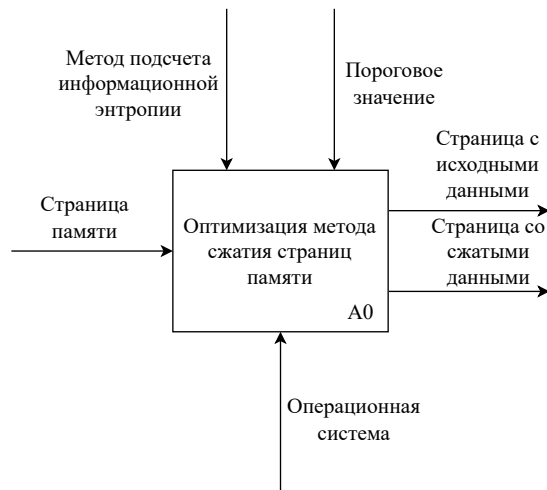 Метод подсчета
информационной
энтропии
Пороговое
значение
Страница с
исходными
данными
Страница
памяти
Оптимизация метода
сжатия страниц
памяти
A0
Страница со
сжатыми
данными
Операционная
система